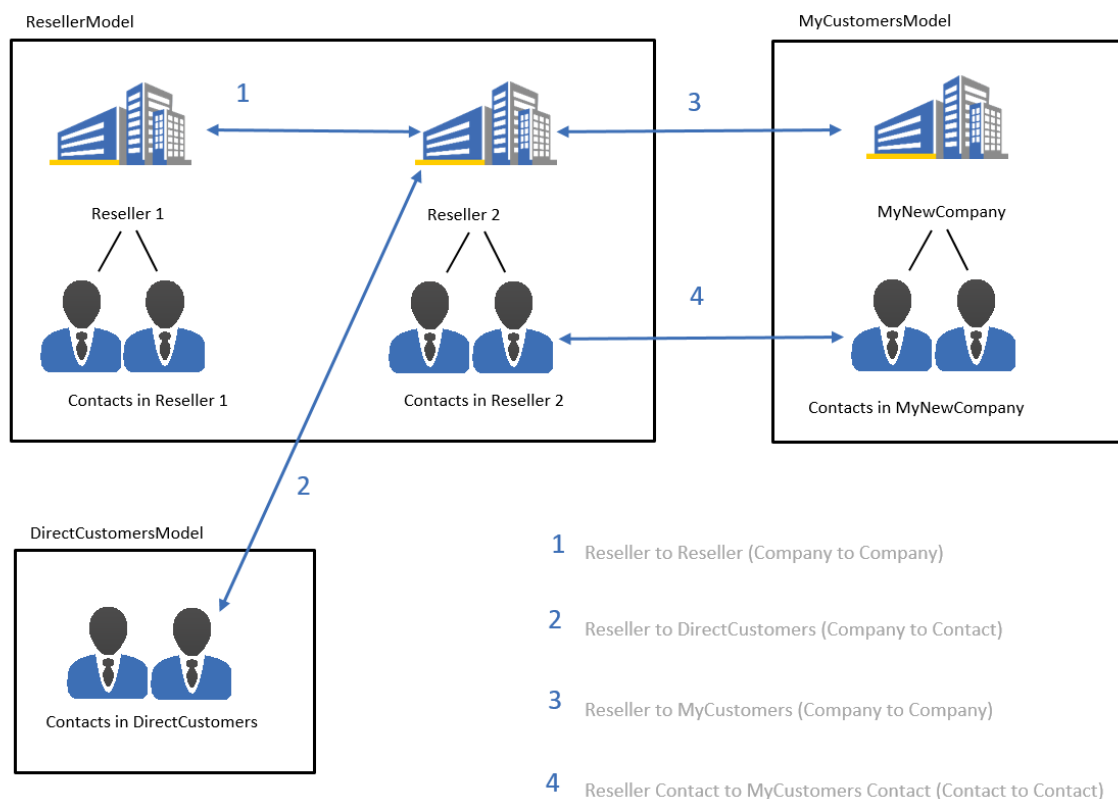 ResellerModel
MyCustomersModel
1
3
Reseller 1
Reseller 2
MyNewCompany
4
Contacts in Reseller 1
Contacts in Reseller 2
Contacts in MyNewCompany
2
DirectCustomersModel
Contacts in DirectCustomers
1 Reseller to Reseller (Company to Company)
2 Reseller to DirectCustomers (Company to Contact)
3 Reseller to MyCustomers (Company to Company)
4 Reseller Contact to MyCustomers Contact (Contact to Contact)